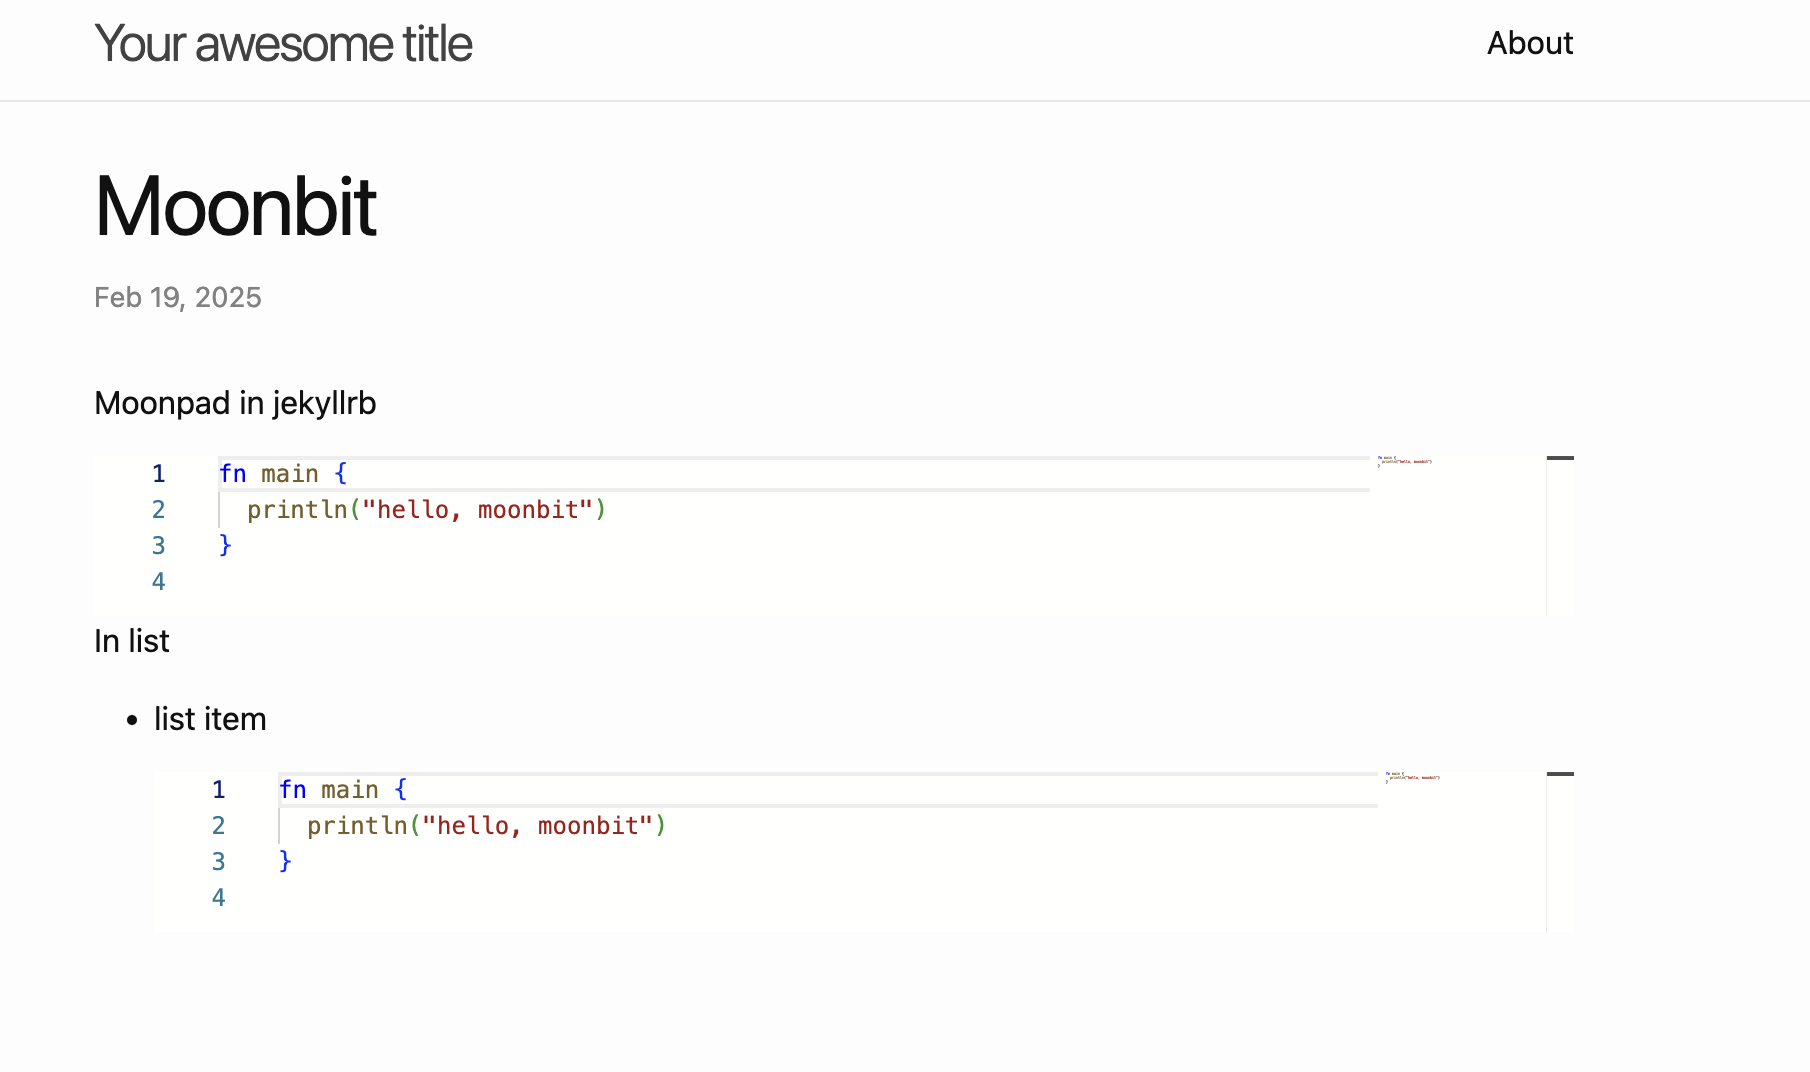 Your awesome title
About
Moonbit
Feb 19, 2025
Moonpad in jekyllrb
1 fn main {
2   println("hello, moonbit")
3 }
4
In list
• list item
1 fn main {
2   println("hello, moonbit")
3 }
4